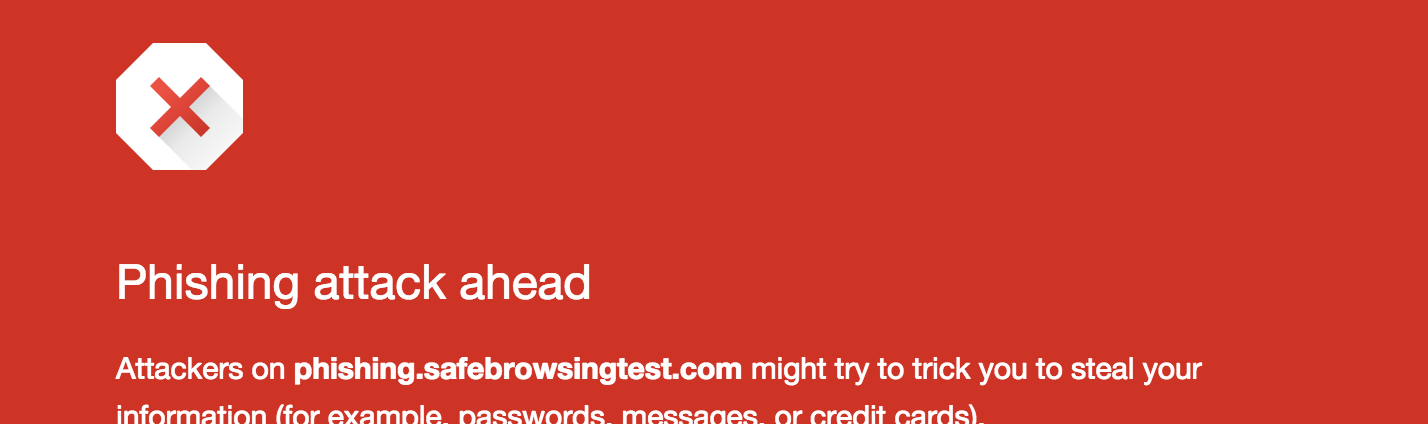 Phishing attack ahead
Attackers on phishing.safebrowsingtest.com might try to trick you to steal your
information (for example, passwords, messages, or credit cards).